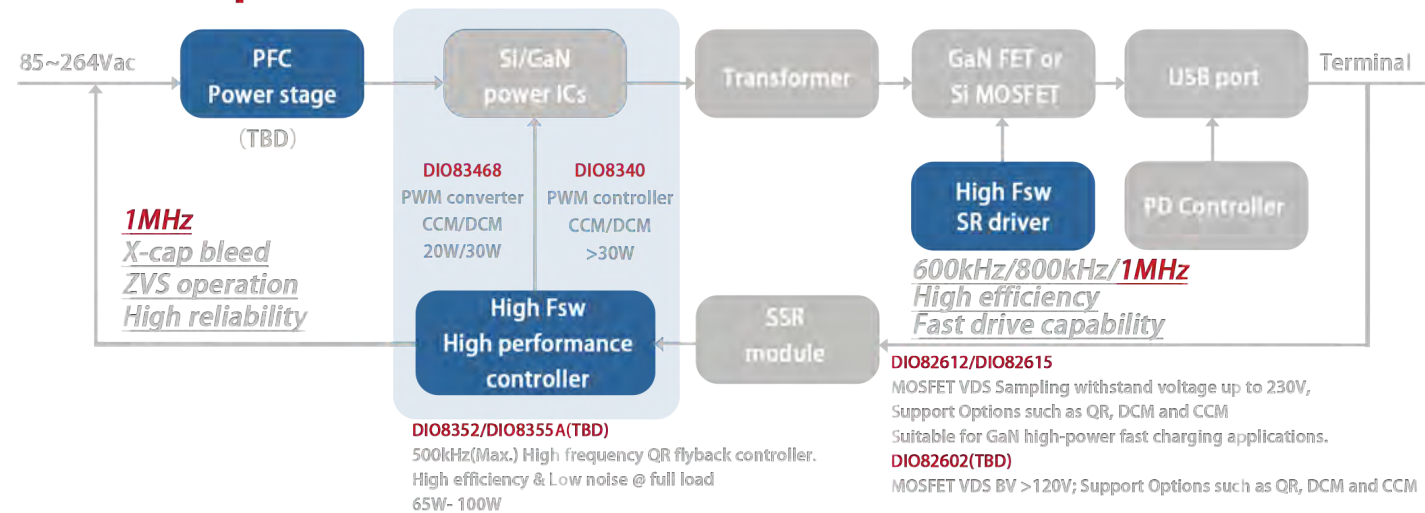 85~264Vac
PFC
Power stage
(TBD)
Si/GaN
power ICs
Transformer
GaN FET or
Si MOSFET
USB port
Terminal
DIO83468
PWM converter
CCM/DCM
20W/30W
DIO8340
PWM controller
CCM/DCM
>30W
High Fsw
SR driver
PD Controller
1MHz
X-cap bleed
ZVS operation
High reliability
600kHz/800kHz/1MHz
High efficiency
Fast drive capability
High Fsw
High performance
controller
SSR
module
DIO82612/DIO82615
MOSFET VDS Sampling withstand voltage up to 230V,
Support Options such as QR, DCM and CCM
Suitable for GaN high-power fast charging applications.
DIO82602(TBD)
MOSFET VDS BV >120V; Support Options such as QR, DCM and CCM
DIO8352/DIO8355A(TBD)
500kHz(Max.) High frequency QR flyback controller.
High efficiency & Low noise @ full load
65W- 100W